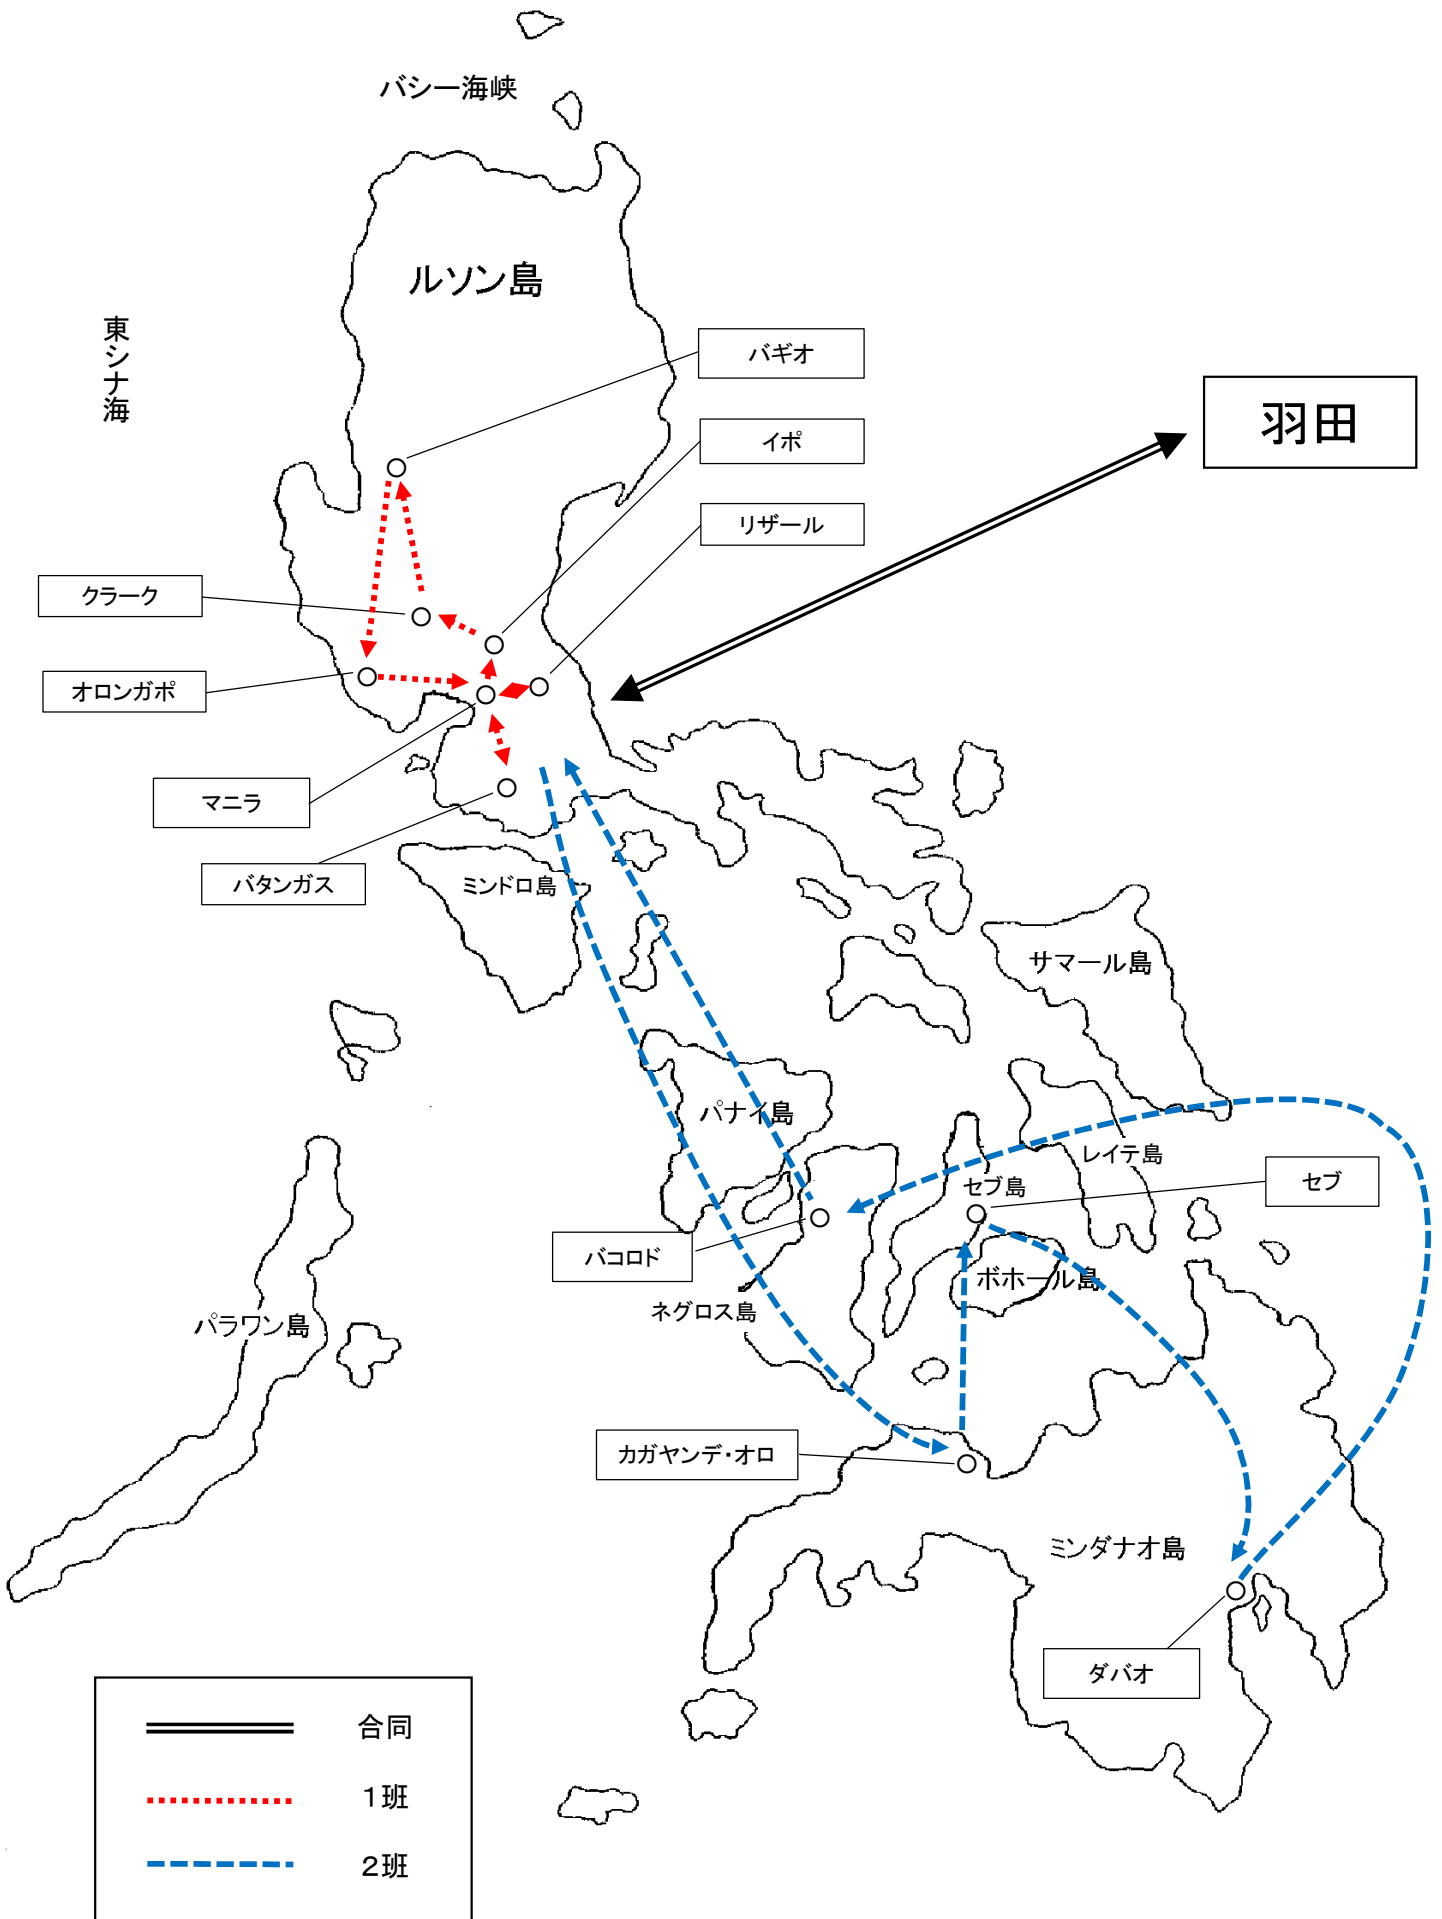 バシー海峡
ルソン島
東シナ海
バギオ
羽田
イポ
リザール
クラーク
オロンガポ
マニラ
バタンガス
ミンドロ島
サマール島
パナイ島
レイテ島
セブ島
セブ
バコロド
ボホール島
ネグロス島
パラワン島
カガヤンデ・オロ
ミンダナオ島
ダバオ
合同
１班
２班